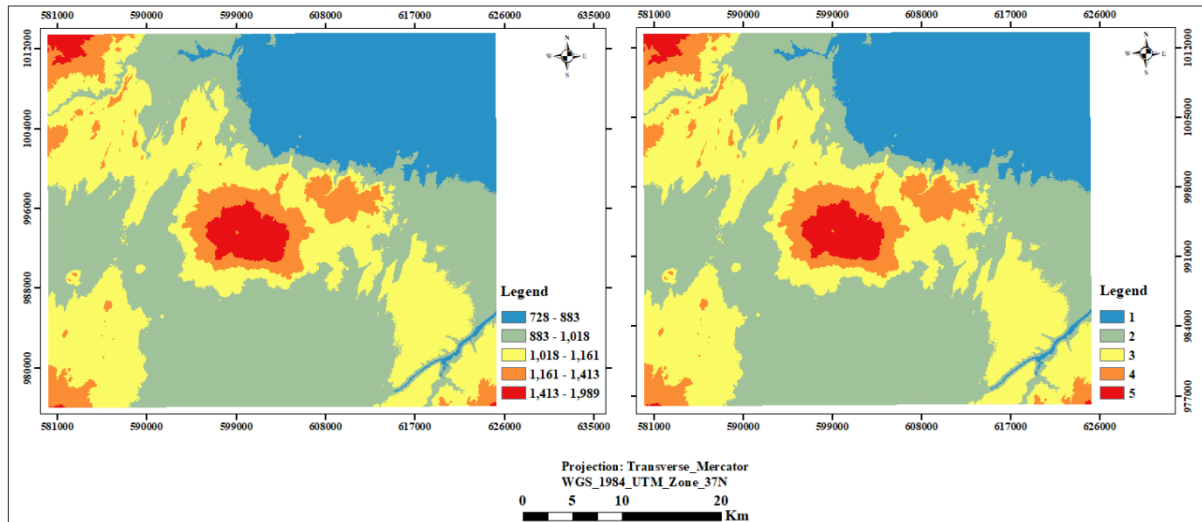 581000 590000 599000 608000 617000 626000 635000
581000 590000 599000 608000 617000 626000
1012000
1004000
996000
988000
980000
N
W E
S
Legend
728 - 883
883 - 1,018
1,018 - 1,161
1,161 - 1,413
1,413 - 1,989
581000 590000 599000 608000 617000 626000 635000
N
W E
S
Legend
1
2
3
4
5
1012000
1005000
998000
991000
984000
977000
581000 590000 599000 608000 617000 626000
Projection: Transverse_Mercator
WGS_1984_UTM_Zone_37N
0 5 10 20
Km